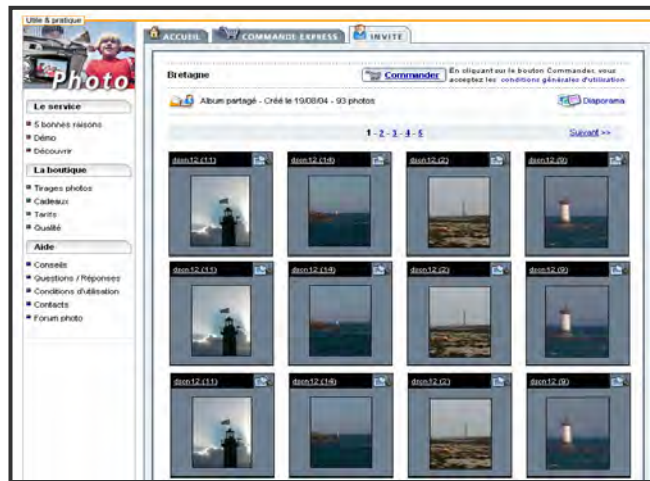 Utile & pratique
Photo
ACCUEIL
COMMANDE EXPRESS
INVITE
Le service
5 bonnes raisons
Démo
Découvrir
La boutique
Tirages photos
Cadeaux
Tarifs
Qualité
Aide
Conseils
Questions / Réponses
Conditions d'utilisation
Contacts
Forum photo
Bretagne
Commander
En cliquant sur le bouton Commander, vous
acceptez les conditions générales d'utilisation
Album partagé - Créé le 19/08/04 - 93 photos
Diaporama
1 - 2 - 3 - 4 - 5
Suivant >>
dscn12 (11)
dscn12 (14)
dscn12 (2)
dscn12 (9)
dscn12 (11)
dscn12 (14)
dscn12 (2)
dscn12 (9)
dscn12 (11)
dscn12 (14)
dscn12 (2)
dscn12 (9)